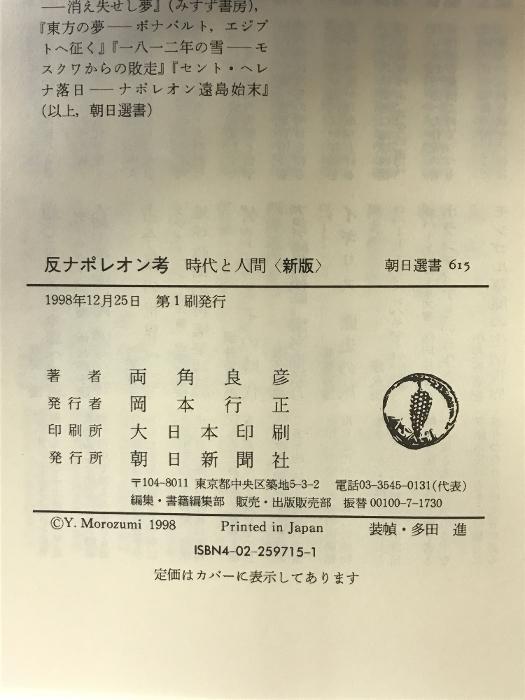 ――消え失せし夢』(みすず書房),
『東方の夢――ボナパルト, エジプ
トへ征く』『一八一二年の雪――モ
スクワからの敗走』『セント・ヘレ
ナ落日――ナポレオン遠島始末』
(以上, 朝日選書)
反ナポレオン考 時代と人間〈新版〉 朝日選書 615
1998年12月25日 第1刷発行
著者 両角良彦
発行者 岡本行正
印刷所 大日本印刷
発行所 朝日新聞社
〒104-8011 東京都中央区築地5-3-2 電話03-3545-0131(代表)
編集・書籍編集部 販売・出版販売部 振替00100-7-1730
©Y. Morozumi 1998 Printed in Japan 装幀・多田 進
ISBN4-02-259715-1
定価はカバーに表示してあります